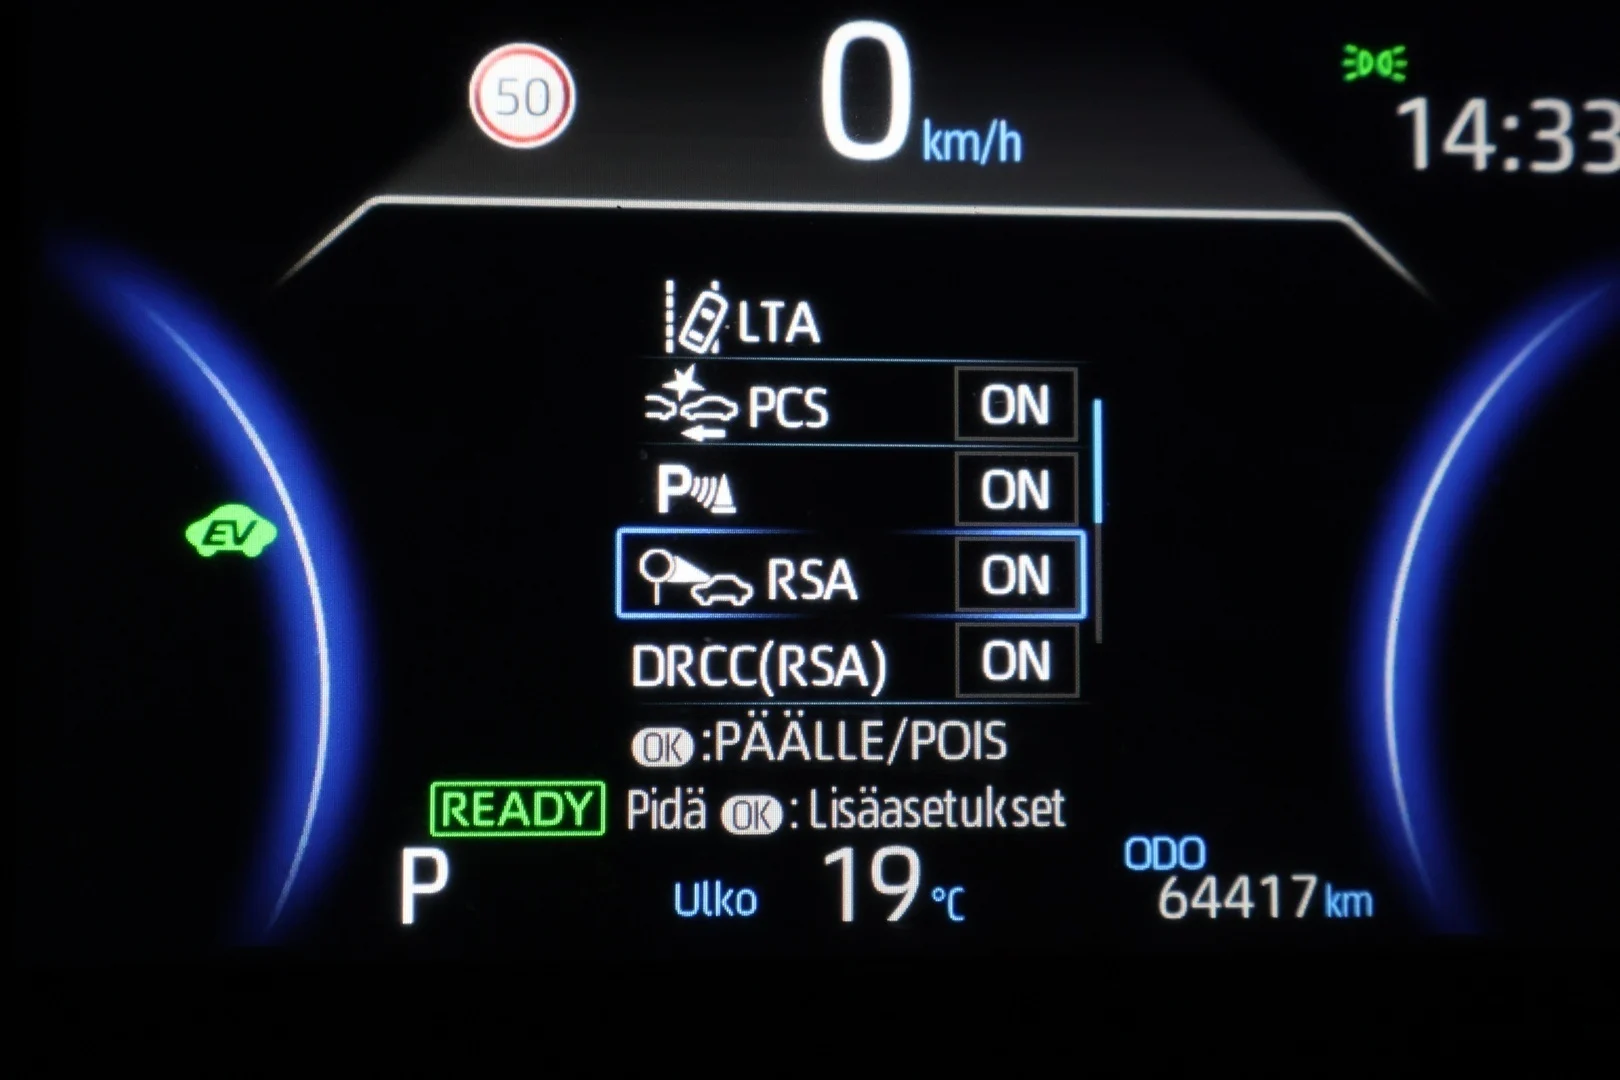 50
0 km/h
14:33
LTA
PCS ON
P ON
EV
RSA ON
DRCC(RSA) ON
OK :PÄÄLLE/POIS
READY
Pidä OK : Lisäasetukset
P
Ulko 19 °C
ODO
64417 km